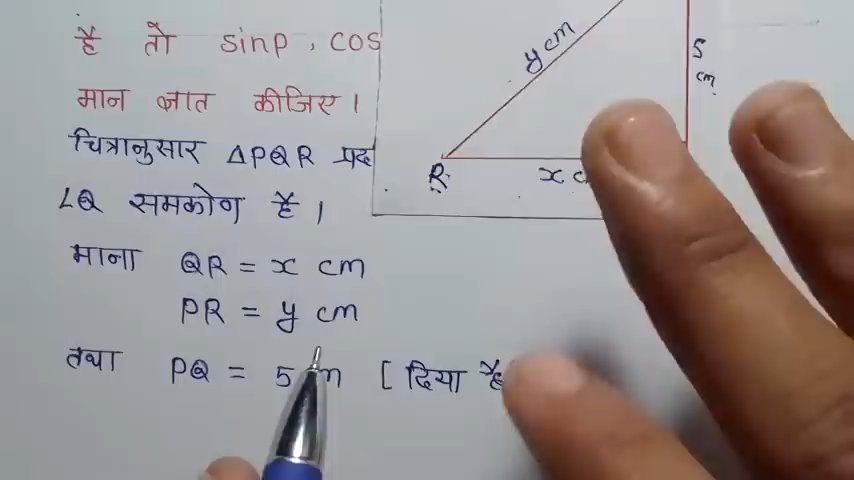 है तो sinp, cos
मान ज्ञात कीजिए।
चित्रानुसार ΔPQR
∠Q समकोण है।
माना QR = x cm
PR = y cm
तथा PQ = 5 [ दिया है
y cm
5
cm
R
x